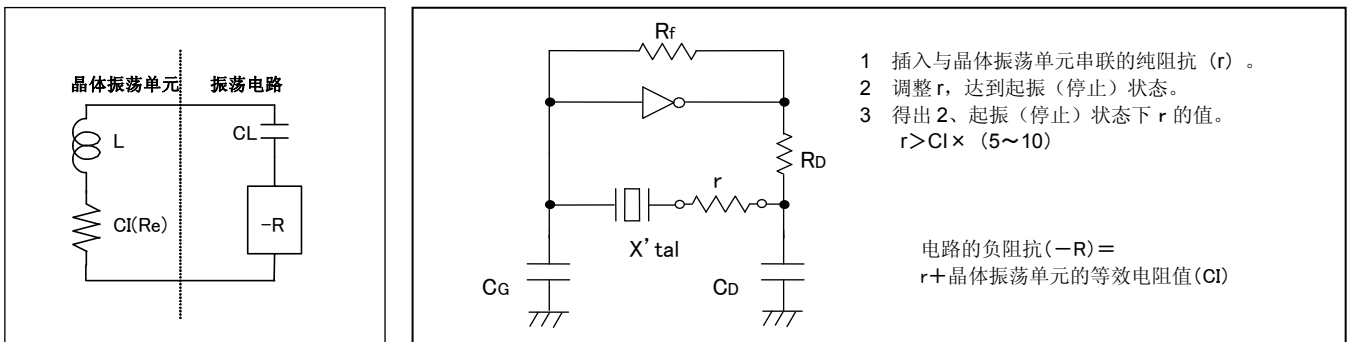 晶体振荡单元 振荡电路
L
CL
CI(Re)
−R
Rf
RD
r
X' tal
CG
CD
1 插入与晶体振荡单元串联的纯阻抗（r）。
2 调整 r，达到起振（停止）状态。
3 得出 2、起振（停止）状态下 r 的值。
r＞CI×（5～10）
电路的负阻抗(－R)＝
r＋晶体振荡单元的等效电阻值(CI)